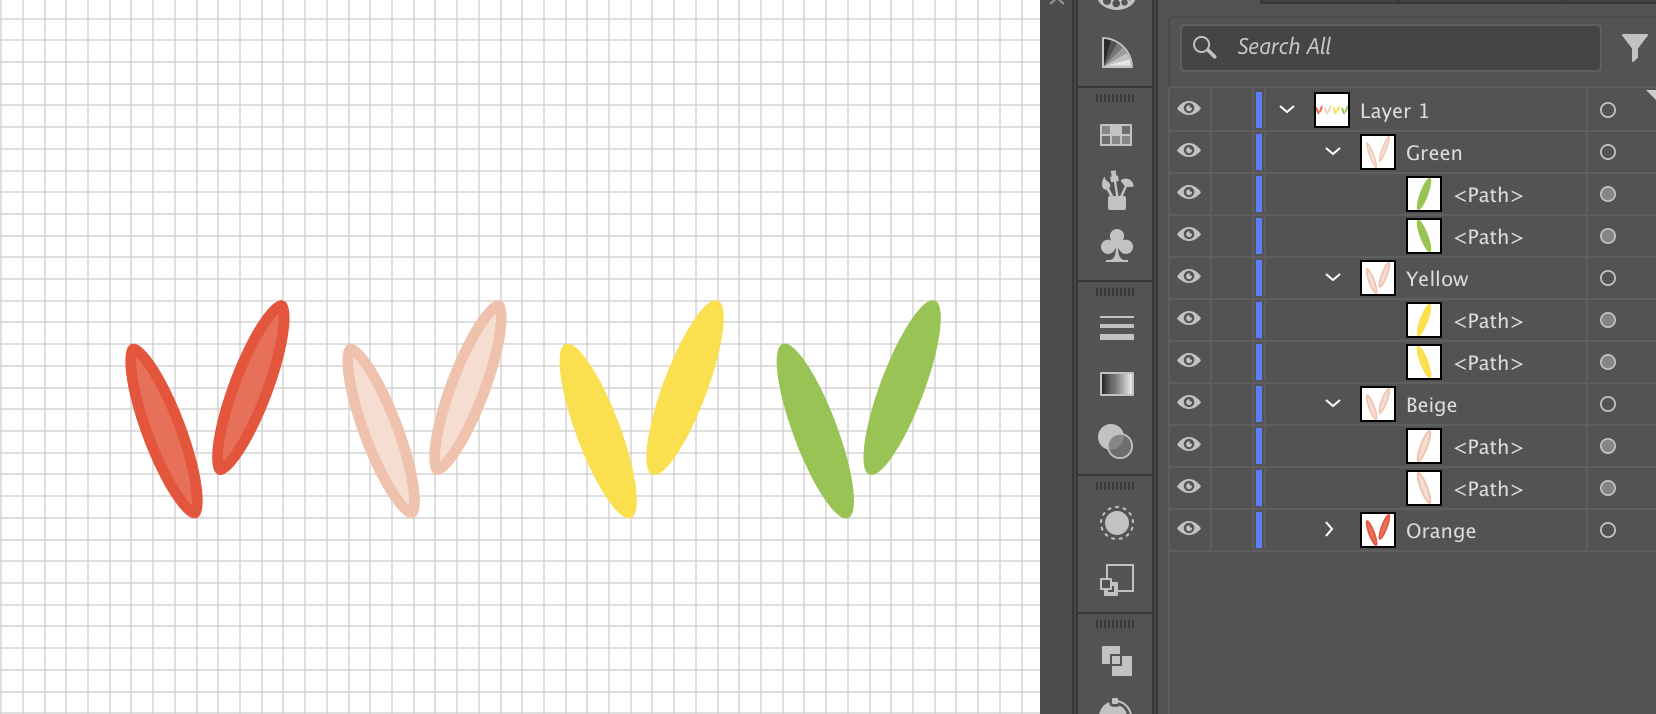 Search All
Layer 1
Green
<Path>
<Path>
Yellow
<Path>
<Path>
Beige
<Path>
<Path>
Orange